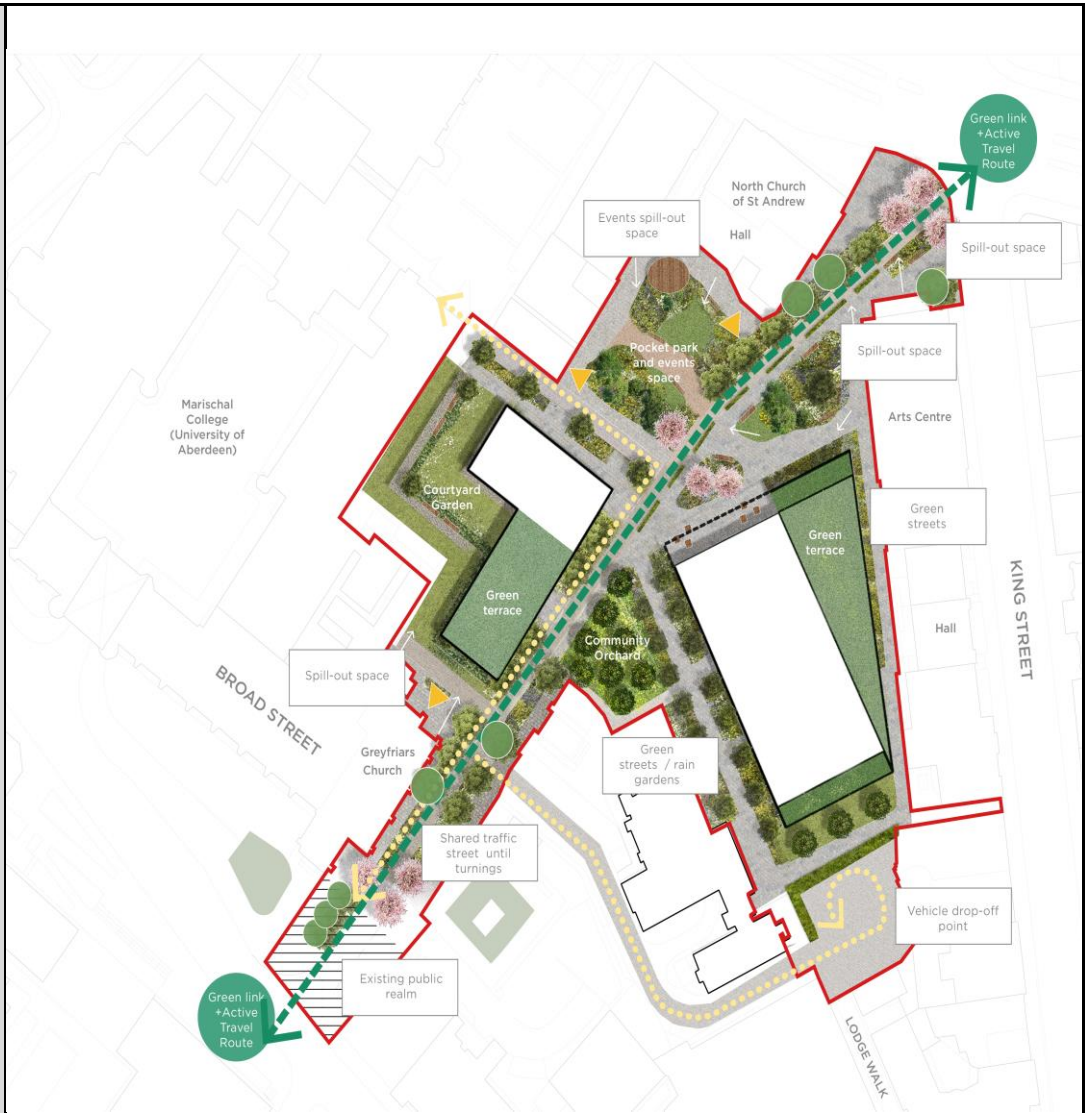 Green link
+Active
Travel
Route
North Church
of St Andrew
Hall
Events spill-out
space
Spill-out space
Pocket park
and events
space
Spill-out space
Marischal
College
(University of
Aberdeen)
Arts Centre
Courtyard
Garden
Green
streets
Green
terrace
Green
terrace
KING STREET
Hall
Community
Orchard
Spill-out space
BROAD STREET
Greyfriars
Church
Green
streets / rain
gardens
Shared traffic
street until
turnings
Vehicle drop-off
point
Existing public
realm
Green link
+Active
Travel
Route
LODGE WALK